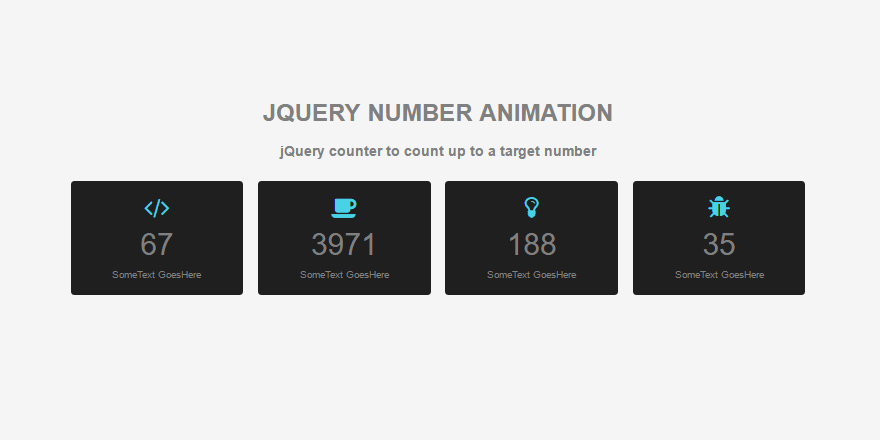 JQUERY NUMBER ANIMATION
jQuery counter to count up to a target number
67
3971
188
35
SomeText GoesHere
SomeText GoesHere
SomeText GoesHere
SomeText GoesHere